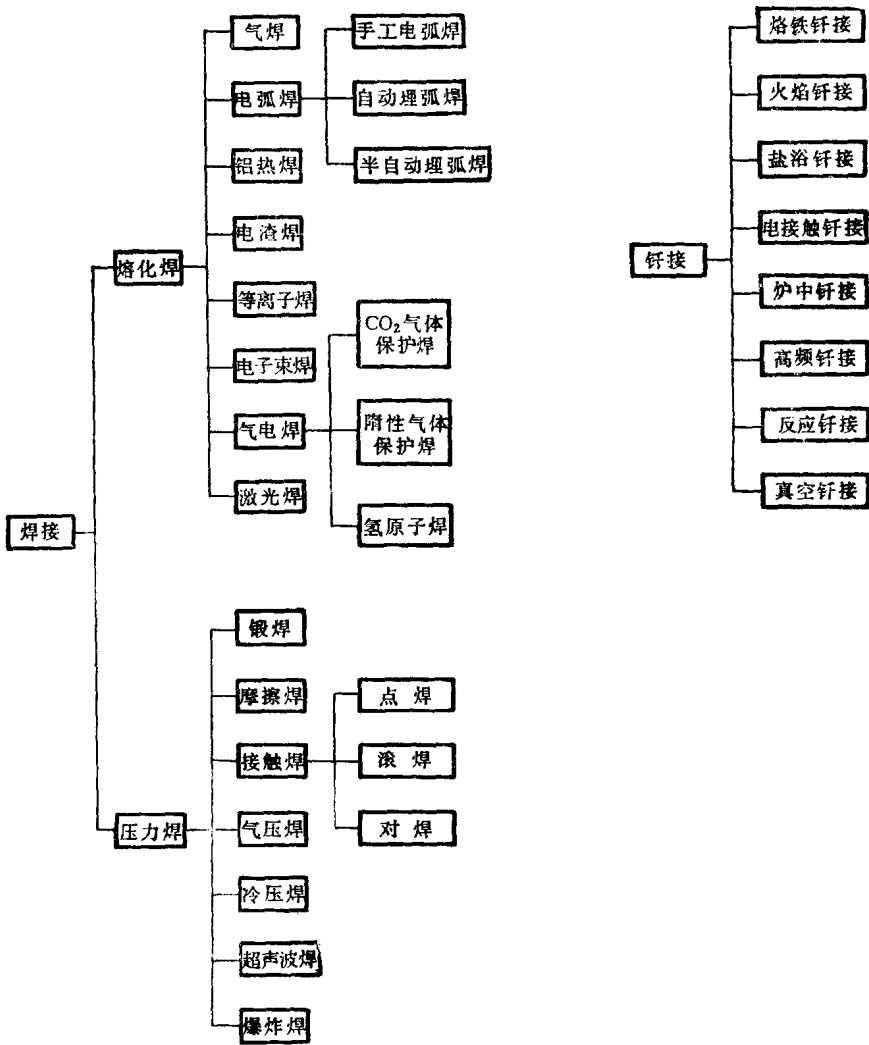 焊接
熔化焊
气焊
电弧焊
手工电弧焊
自动埋弧焊
半自动埋弧焊
铝热焊
电渣焊
等离子焊
电子束焊
气电焊
CO₂气体
保护焊
隋性气体
保护焊
氢原子焊
激光焊
压力焊
锻焊
摩擦焊
接触焊
点焊
滚焊
对焊
气压焊
冷压焊
超声波焊
爆炸焊
钎接
烙铁钎接
火焰钎接
盐浴钎接
电接触钎接
炉中钎接
高频钎接
反应钎接
真空钎接